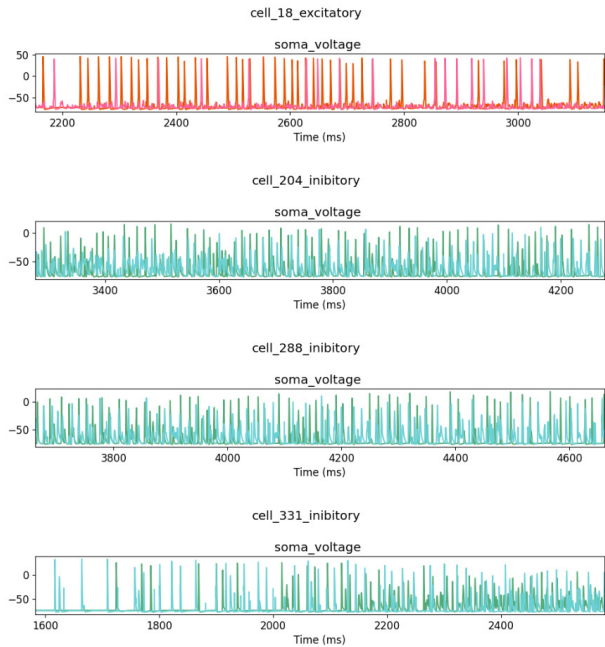 cell_18_excitatory
soma_voltage
50
0
−50
2200 2400 2600 2800 3000
Time (ms)
cell_204_inibitory
soma_voltage
0
−50
3400 3600 3800 4000 4200
Time (ms)
cell_288_inibitory
soma_voltage
0
−50
3800 4000 4200 4400 4600
Time (ms)
cell_331_inibitory
soma_voltage
0
−50
1600 1800 2000 2200 2400
Time (ms)